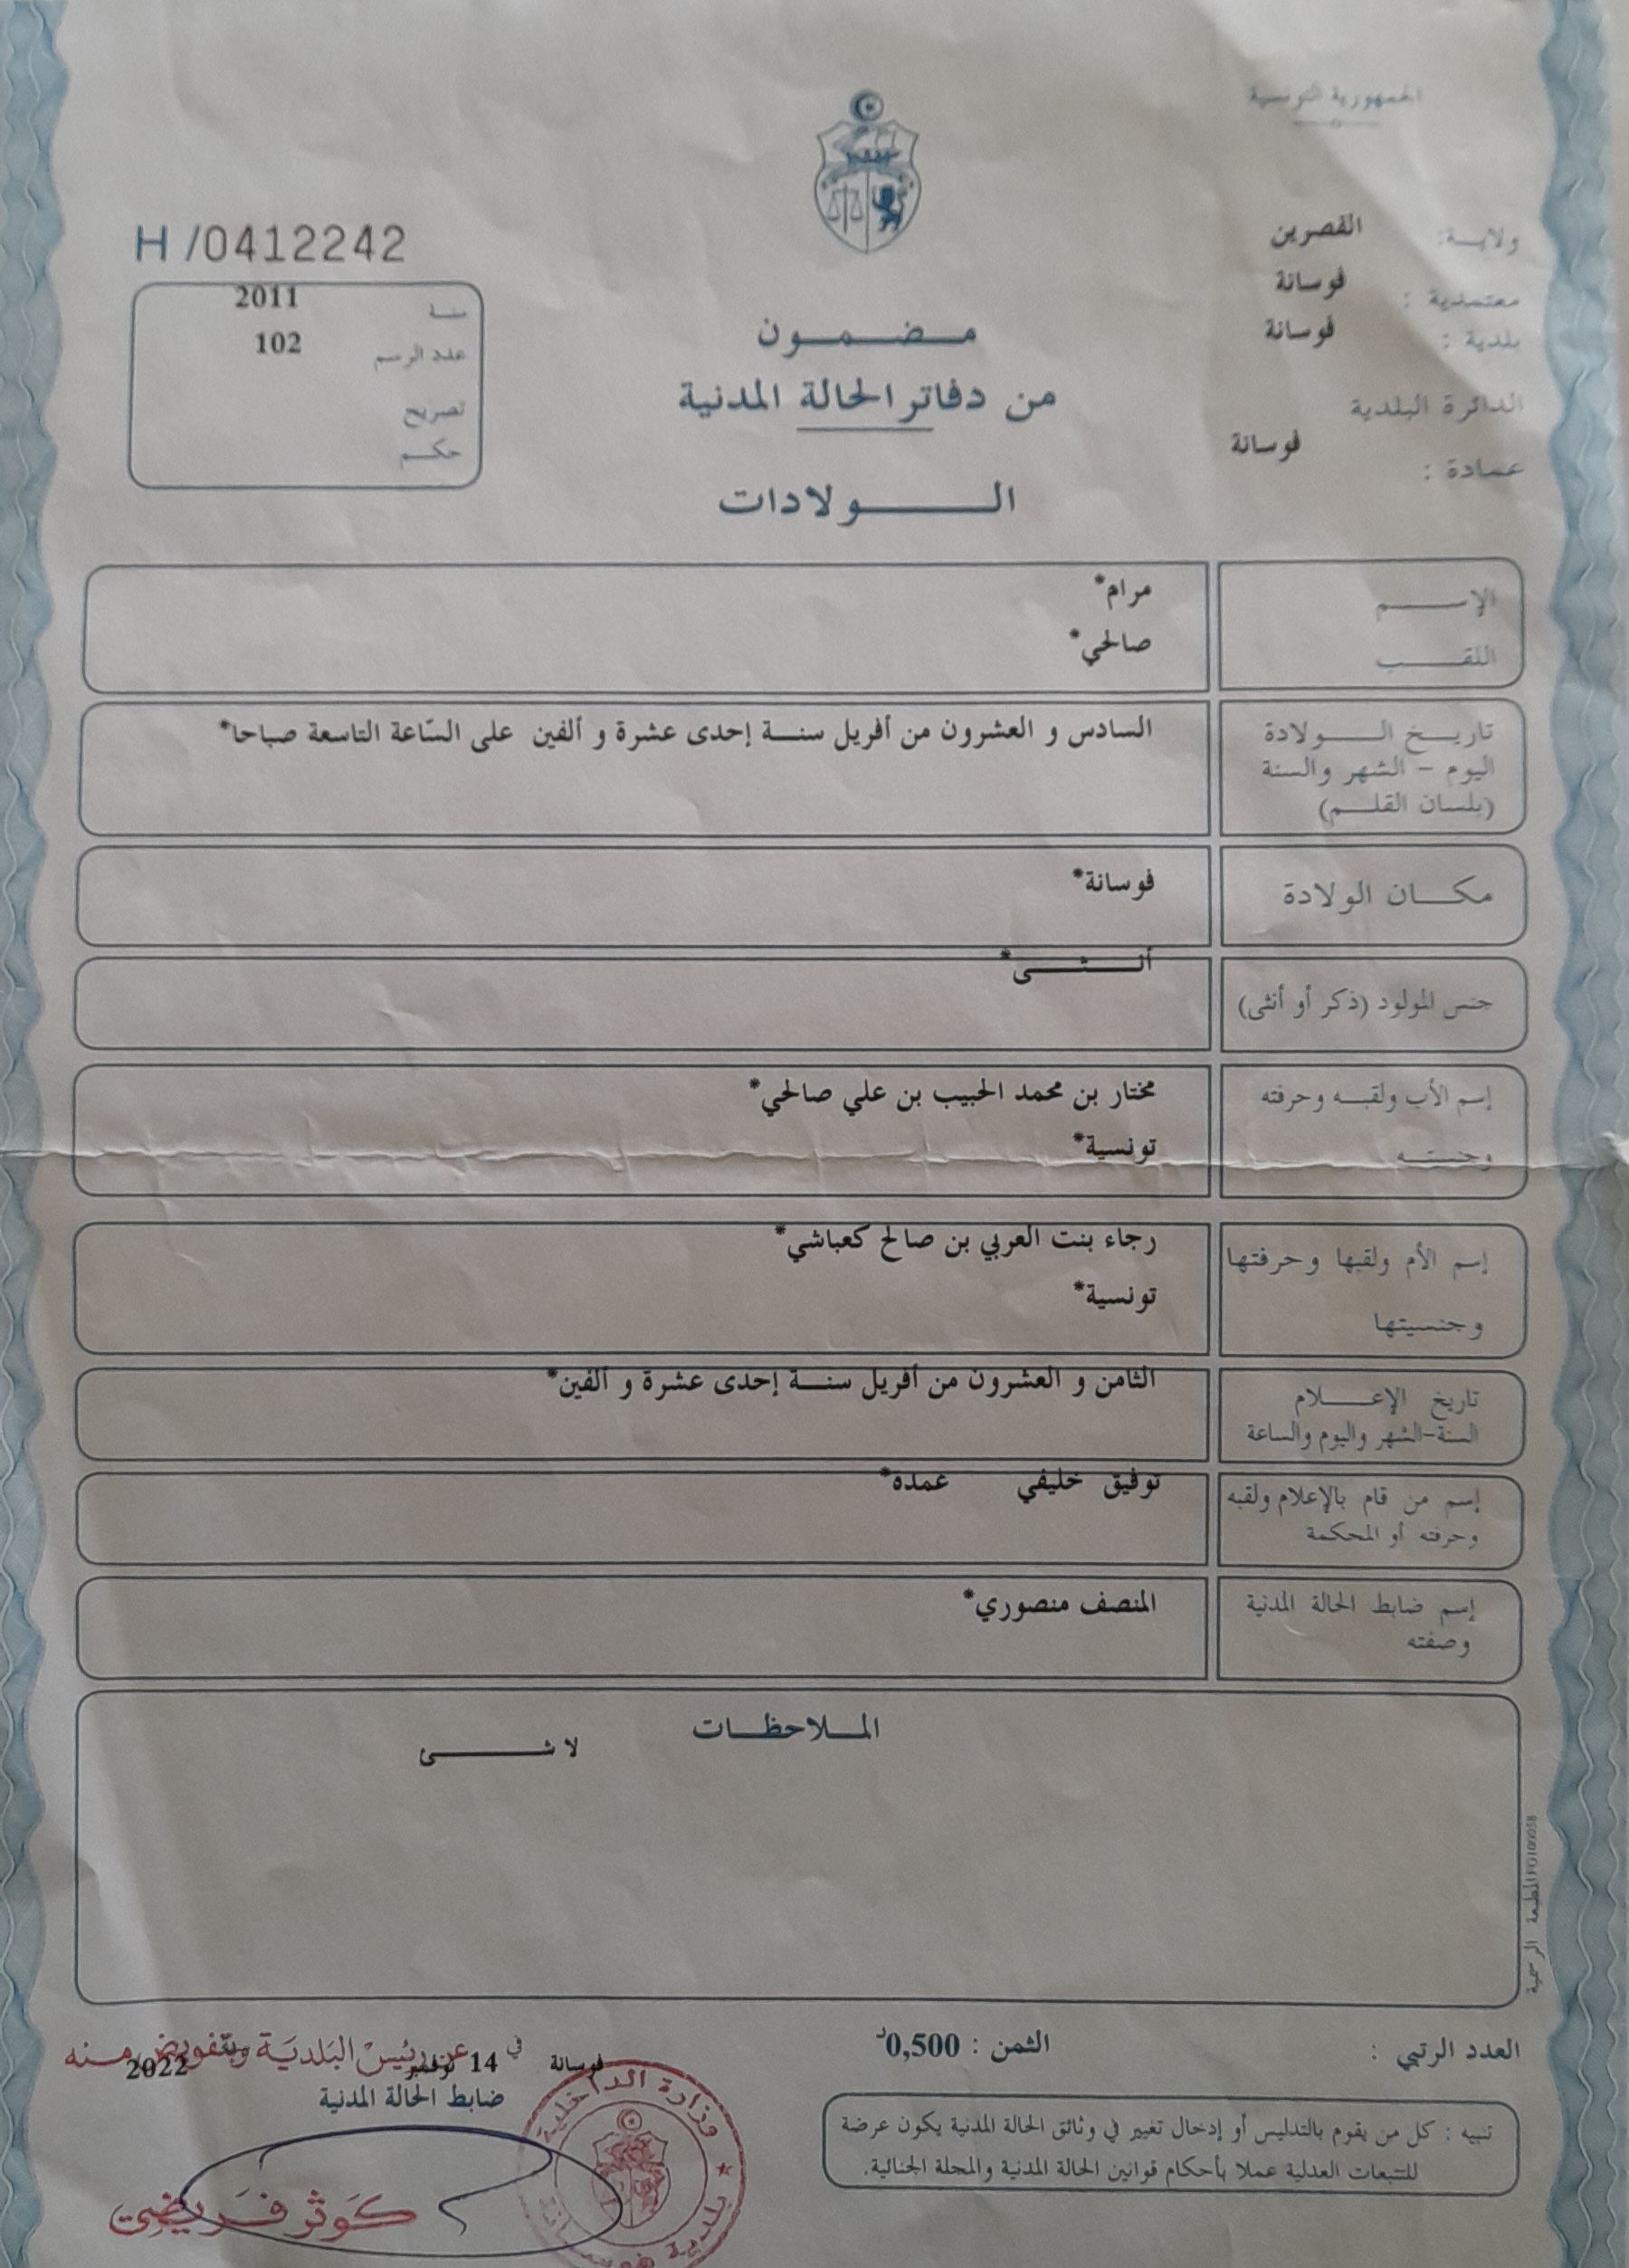 الجمهورية التونسية
ولاية: القصرين
معتمدية : فوسانة
بلدية : فوسانة
الدائرة البلدية
عمادة : فوسانة
H /0412242
سنة 2011
عدد الرسم 102
تصريح
حكم
مضمون
من دفاتر الحالة المدنية
الولادات
الإسم مرام*
اللقب صالحي*
تاريخ الولادة السادس و العشرون من أفريل سنة إحدى عشرة و ألفين على السّاعة التاسعة صباحا*
اليوم - الشهر والسنة
(بلسان القلم)
مكان الولادة فوسانة*
جنس المولود (ذكر أو أنثى) أنثى*
إسم الأب ولقبه وحرفته مختار بن محمد الحبيب بن علي صالحي*
وجنسيته تونسية*
إسم الأم ولقبها وحرفتها رجاء بنت العربي بن صالح كعباشي*
وجنسيتها تونسية*
تاريخ الإعلام الثامن و العشرون من أفريل سنة إحدى عشرة و ألفين*
السنة-الشهر واليوم والساعة
إسم من قام بالإعلام ولقبه توفيق خليفي عمدة*
وحرفته أو المحكمة
إسم ضابط الحالة المدنية المنصف منصوري*
وصفته
الملاحظات
لا شئ
المطبعة الرسمية
العدد الرتبي :
الثمن : 0,500د
فوسانة في 14 نوفمبر 2022
عن رئيس البلدية وبتفويض منه
ضابط الحالة المدنية
كوثر فريضي
وزارة الداخلية
تنبيه : كل من يقوم بالتدليس أو إدخال تغيير في وثائق الحالة المدنية يكون عرضة
للتتبعات العدلية عملا بأحكام قوانين الحالة المدنية والمجلة الجنائية.